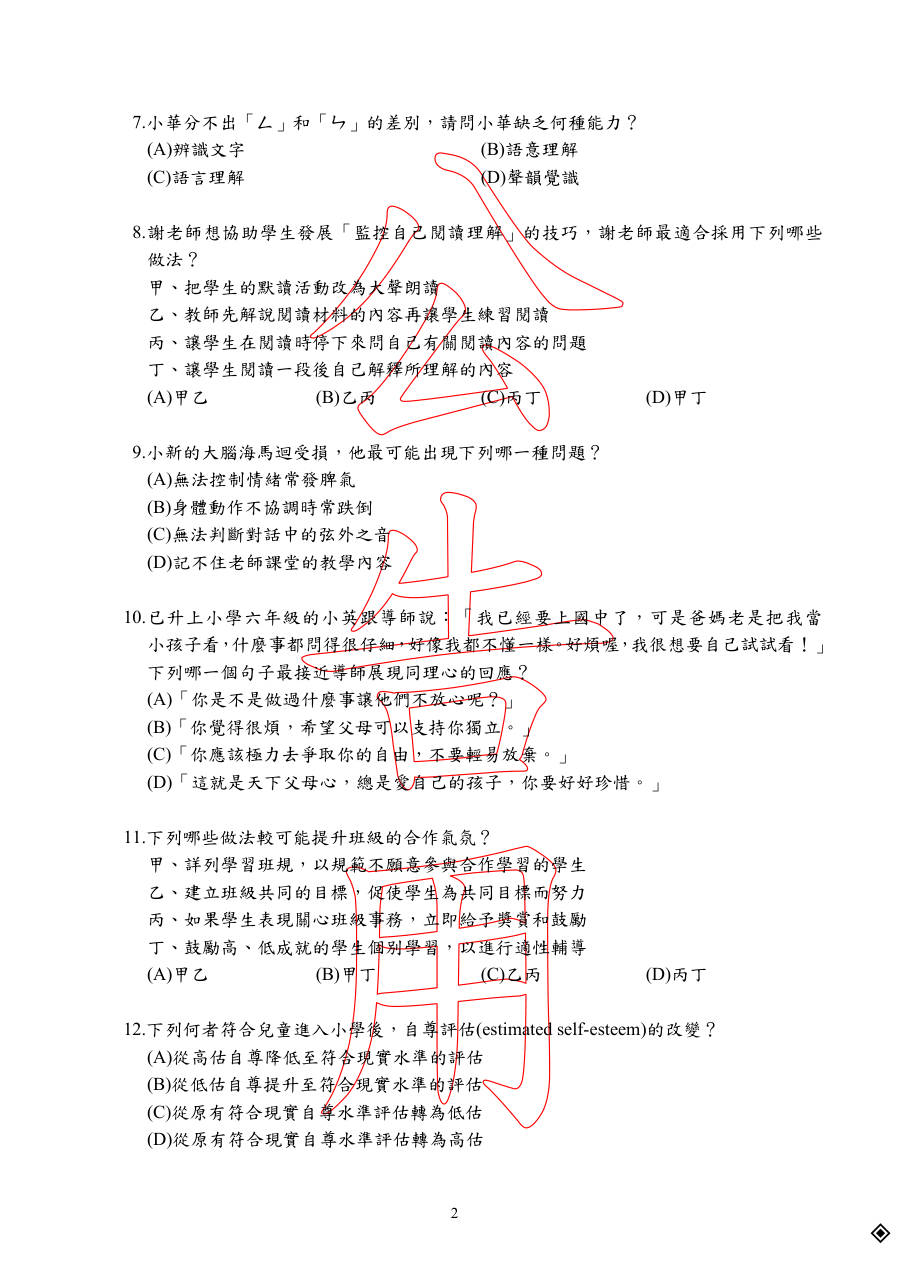 7.小華分不出「ㄥ」和「ㄣ」的差別，請問小華缺乏何種能力？
(A)辨識文字 (B)語意理解
(C)語言理解 (D)聲韻覺識
8.謝老師想協助學生發展「監控自己閱讀理解」的技巧，謝老師最適合採用下列哪些
做法？
甲、把學生的默讀活動改為大聲朗讀
乙、教師先解說閱讀材料的內容再讓學生練習閱讀
丙、讓學生在閱讀時停下來問自己有關閱讀內容的問題
丁、讓學生閱讀一段後自己解釋所理解的內容
(A)甲乙 (B)乙丙 (C)丙丁 (D)甲丁
9.小新的大腦海馬迴受損，他最可能出現下列哪一種問題？
(A)無法控制情緒常發脾氣
(B)身體動作不協調時常跌倒
(C)無法判斷對話中的弦外之音
(D)記不住老師課堂的教學內容
10.已升上小學六年級的小英跟導師說：「我已經要上國中了，可是爸媽老是把我當
小孩子看，什麼事都問得很仔細，好像我都不懂一樣。好煩喔，我很想要自己試試看！」
下列哪一個句子最接近導師展現同理心的回應？
(A)「你是不是做過什麼事讓他們不放心呢？」
(B)「你覺得很煩，希望父母可以支持你獨立。」
(C)「你應該極力去爭取你的自由，不要輕易放棄。」
(D)「這就是天下父母心，總是愛自己的孩子，你要好好珍惜。」
11.下列哪些做法較可能提升班級的合作氣氛？
甲、詳列學習班規，以規範不願意參與合作學習的學生
乙、建立班級共同的目標，促使學生為共同目標而努力
丙、如果學生表現關心班級事務，立即給予獎賞和鼓勵
丁、鼓勵高、低成就的學生個別學習，以進行適性輔導
(A)甲乙 (B)甲丁 (C)乙丙 (D)丙丁
12.下列何者符合兒童進入小學後，自尊評估(estimated self-esteem)的改變？
(A)從高估自尊降低至符合現實水準的評估
(B)從低估自尊提升至符合現實水準的評估
(C)從原有符合現實自尊水準評估轉為低估
(D)從原有符合現實自尊水準評估轉為高估
2
公告用